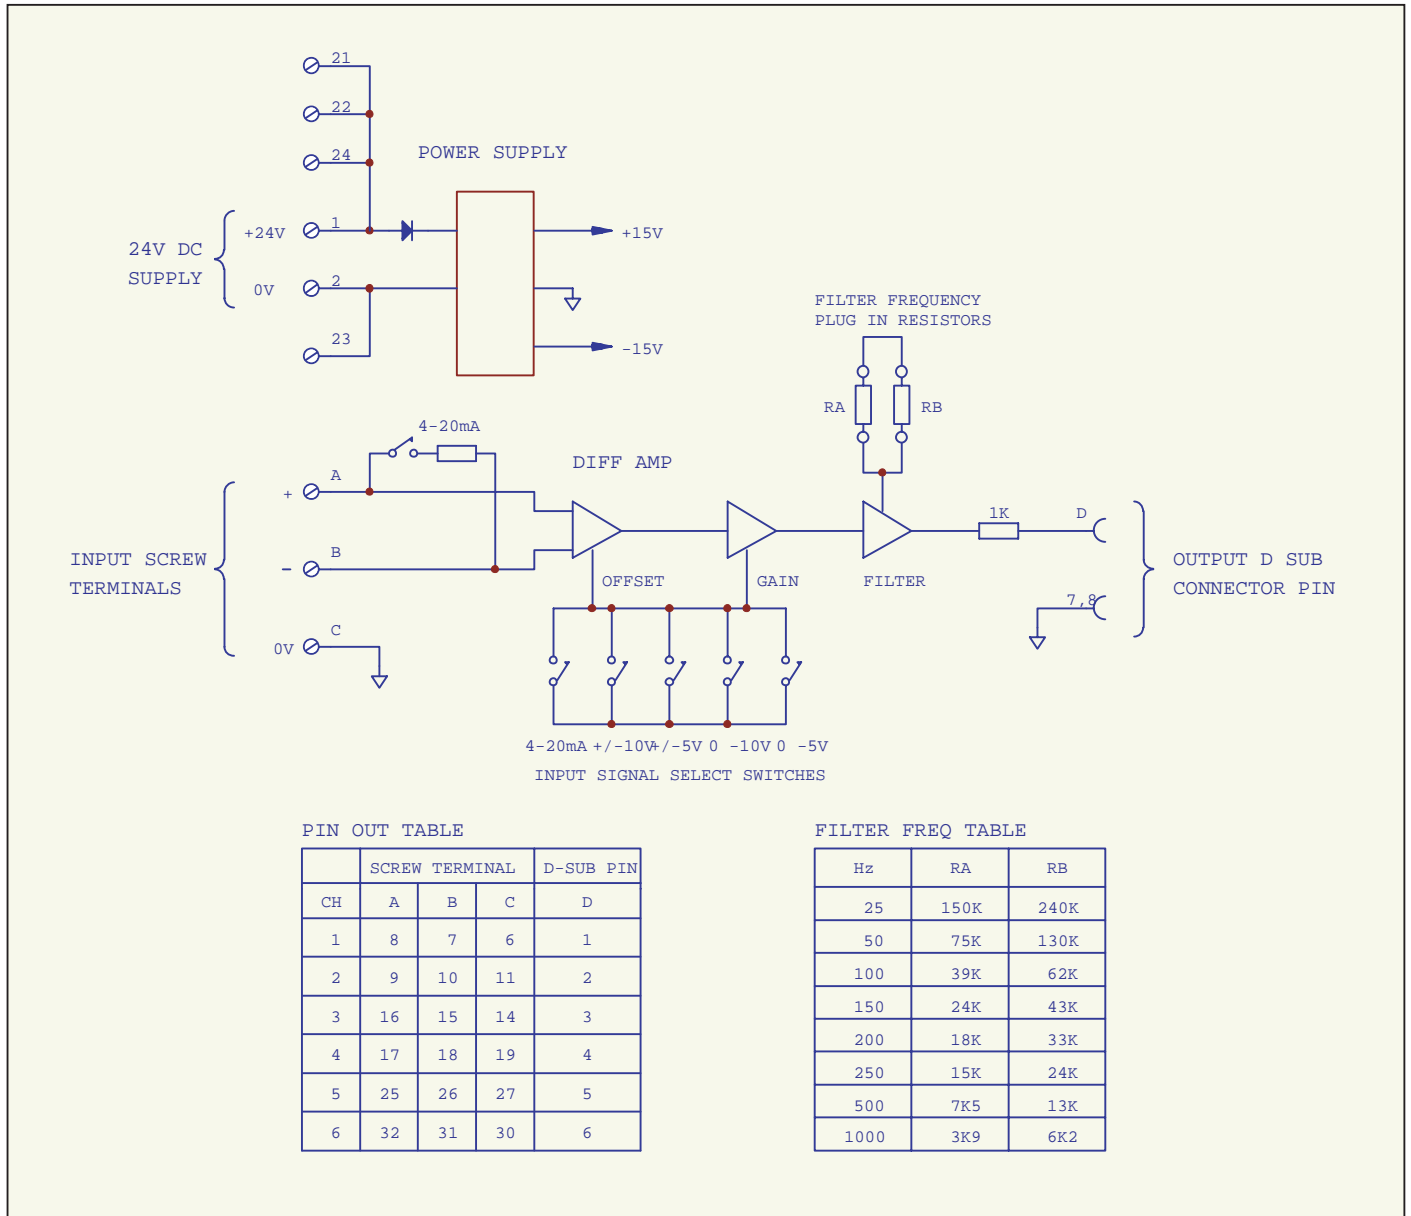 21
22
24
POWER SUPPLY
1
+24V
+15V
24V DC
SUPPLY
2
0V
23
-15V
FILTER FREQUENCY
PLUG IN RESISTORS
RA
RB
4-20mA
DIFF AMP
A
+
1K
D
B
-
INPUT SCREW
TERMINALS
OUTPUT D SUB
CONNECTOR PIN
OFFSET
GAIN
FILTER
7,8
C
0V
4-20mA +/-10V +/-5V 0 -10V 0 -5V
INPUT SIGNAL SELECT SWITCHES
PIN OUT TABLE
SCREW TERMINAL D-SUB PIN
CH A B C D
1 8 7 6 1
2 9 10 11 2
3 16 15 14 3
4 17 18 19 4
5 25 26 27 5
6 32 31 30 6
FILTER FREQ TABLE
Hz RA RB
25 150K 240K
50 75K 130K
100 39K 62K
150 24K 43K
200 18K 33K
250 15K 24K
500 7K5 13K
1000 3K9 6K2